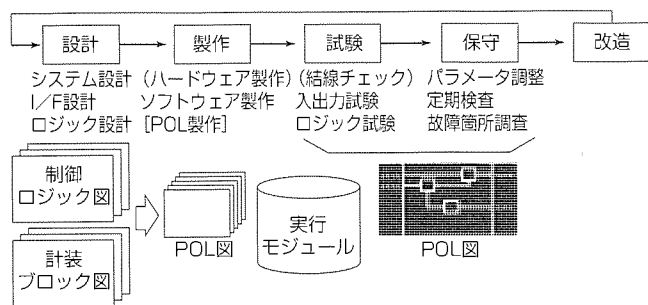 設計
製作
試験
保守
改造
システム設計
I/F設計
ロジック設計
(ハードウェア製作)
ソフトウェア製作
[POL製作]
(結線チェック)
入出力試験
ロジック試験
パラメータ調整
定期検査
故障箇所調査
制御
ロジック図
計装
ブロック図
POL図
実行
モジュール
POL図